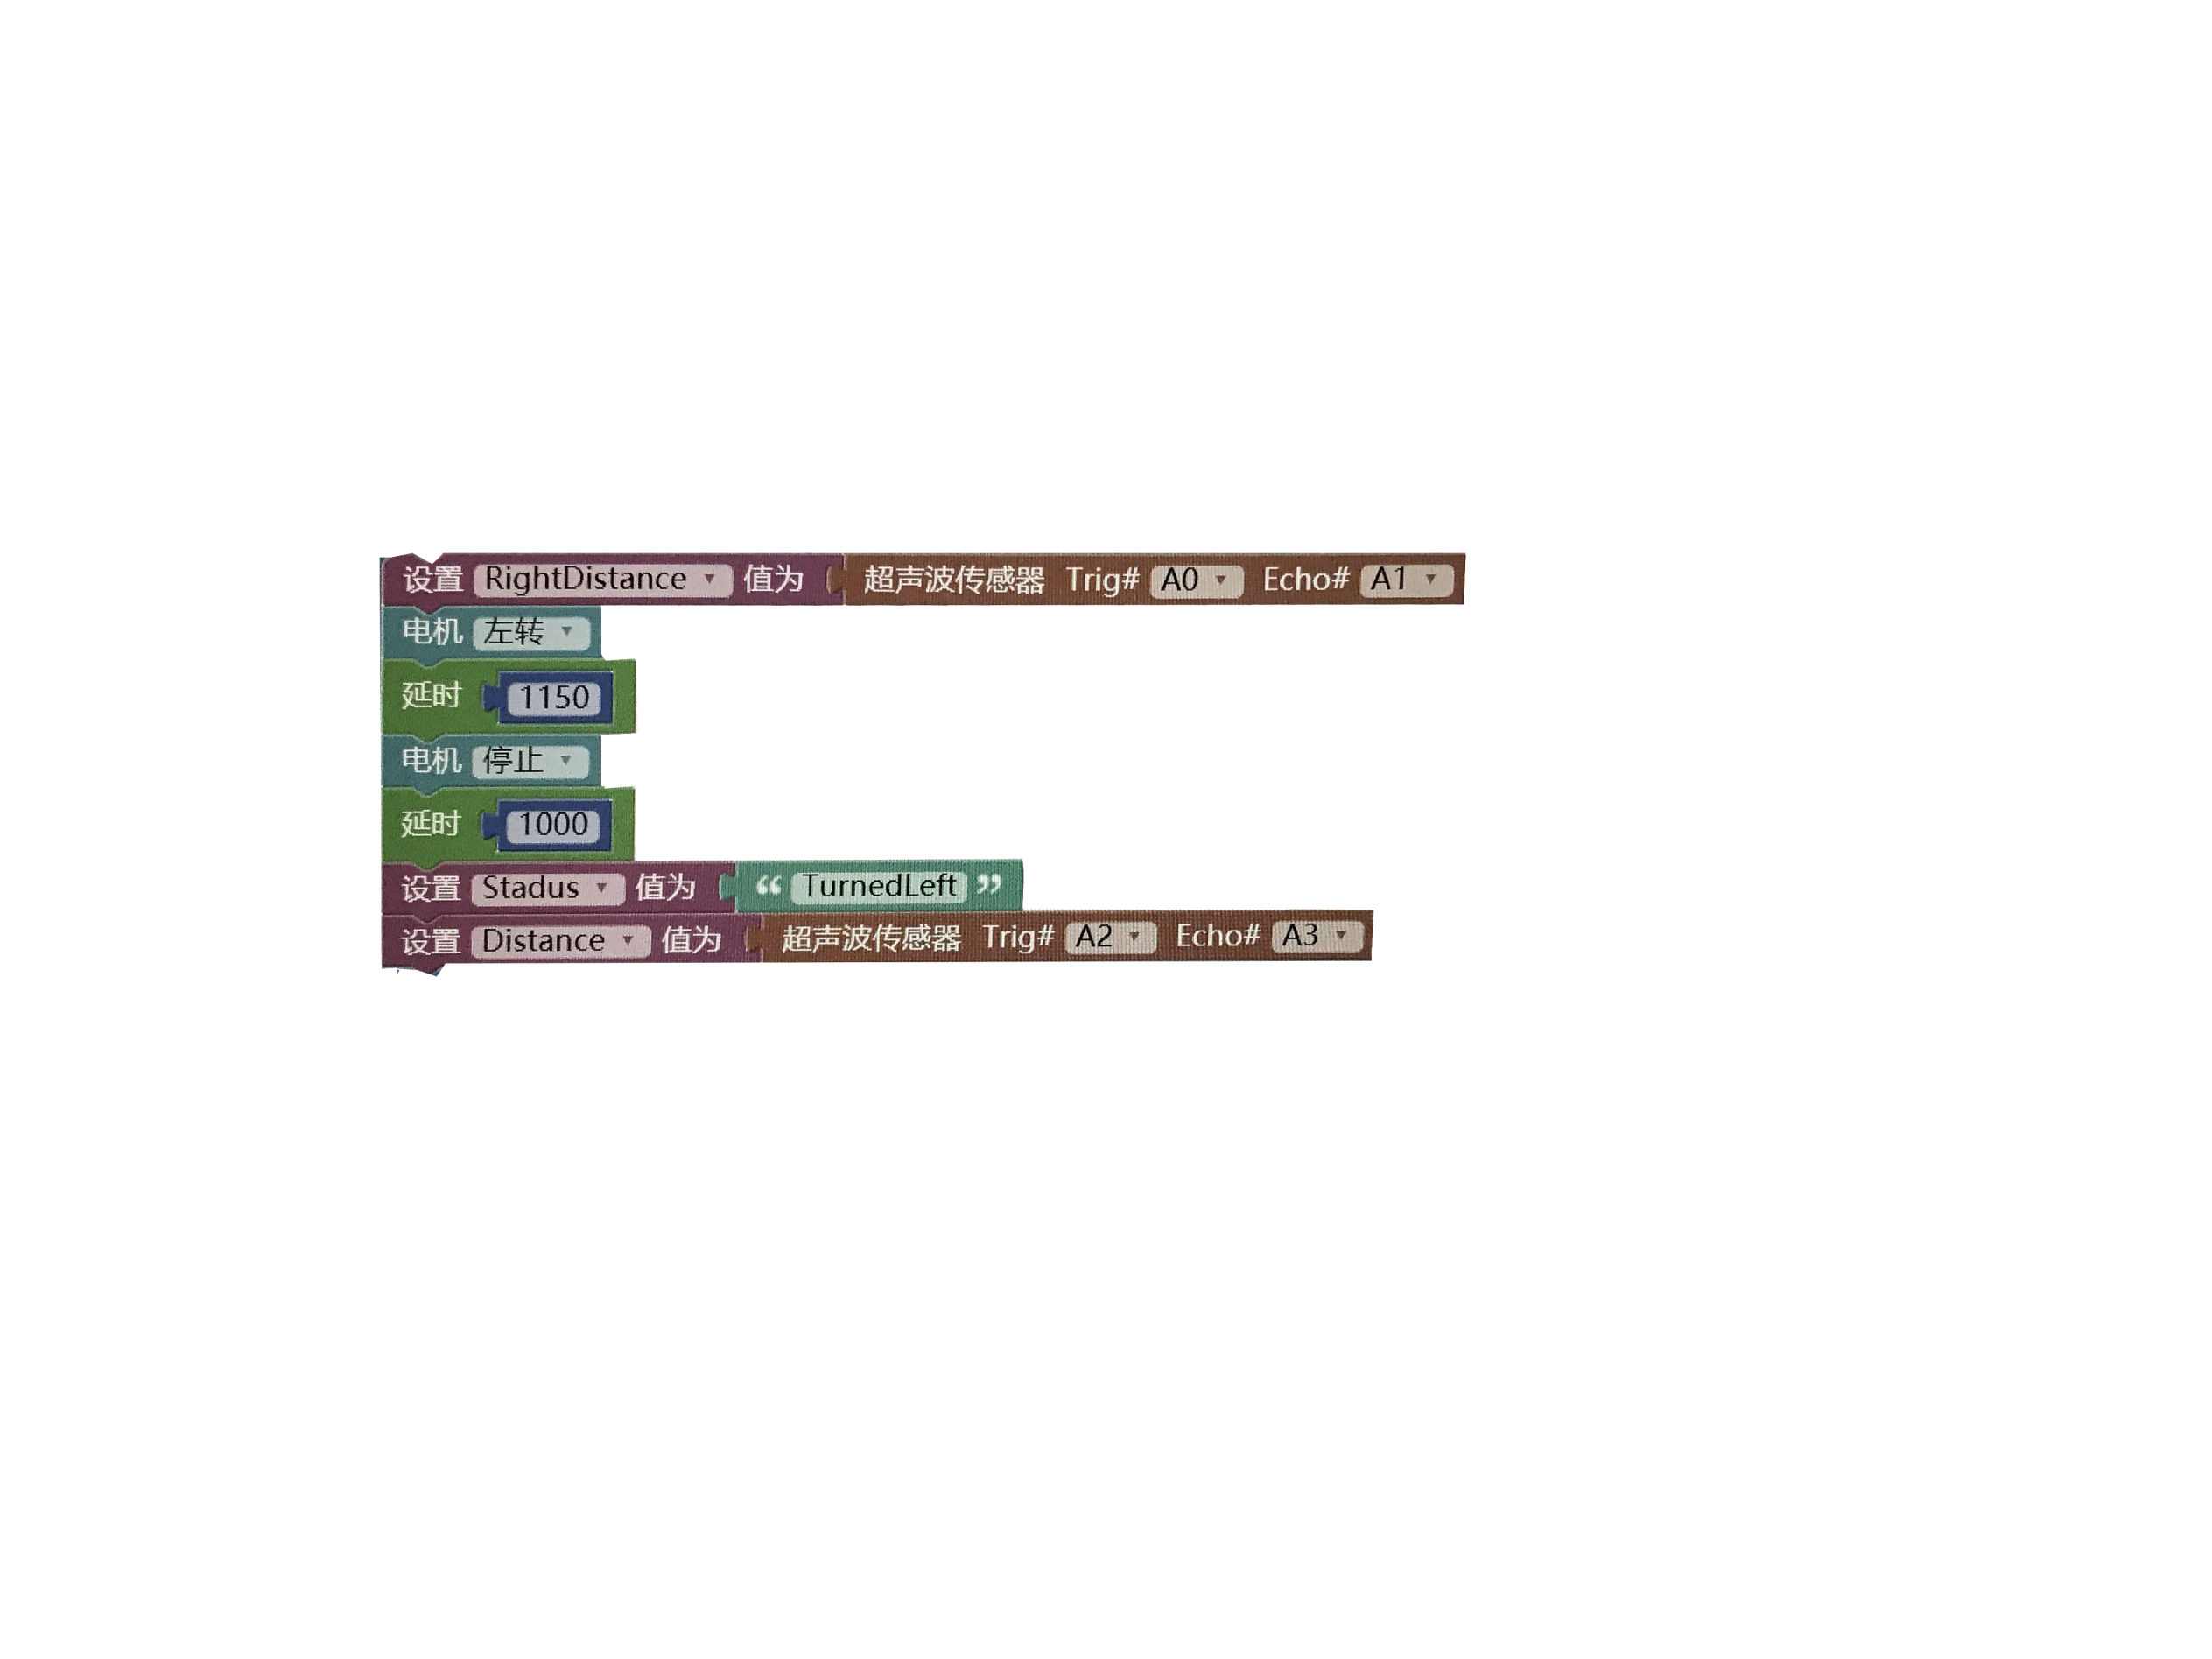 设置 RightDistance 值为 超声波传感器 Trig# A0 Echo# A1
电机 左转
延时 1150
电机 停止
延时 1000
设置 Stadus 值为 “ TurnedLeft ”
设置 Distance 值为 超声波传感器 Trig# A2 Echo# A3